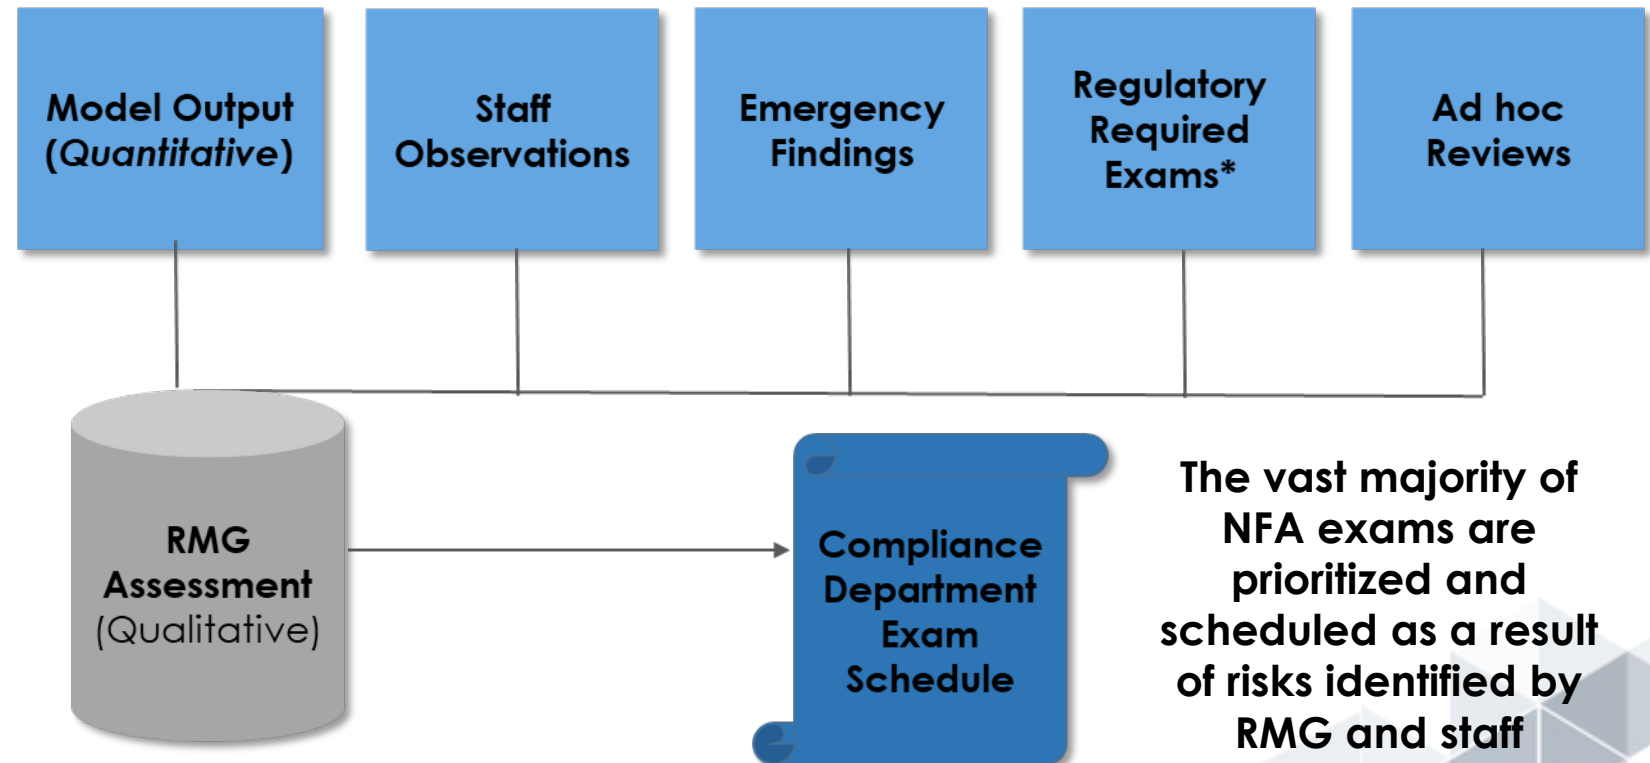 Model Output
(Quantitative)
Staff
Observations
Emergency
Findings
Regulatory
Required
Exams*
Ad hoc
Reviews
RMG
Assessment
(Qualitative)
Compliance
Department
Exam
Schedule
The vast majority of
NFA exams are
prioritized and
scheduled as a result
of risks identified by
RMG and staff